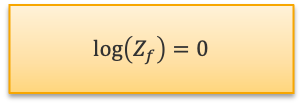 log(Z_f) = 0